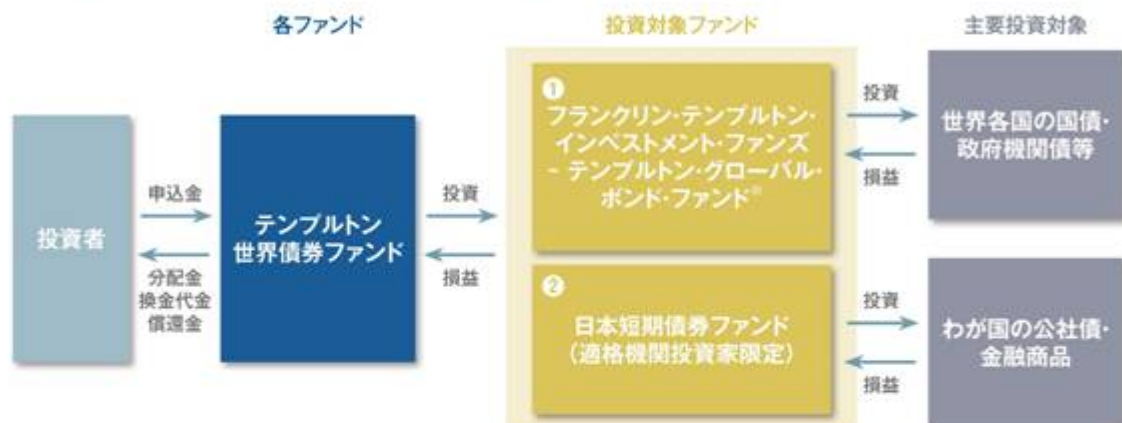 各ファンド
投資対象ファンド
主要投資対象
投資者
申込金
分配金
換金代金
償還金
テンプルトン
世界債券ファンド
投資
損益
①
フランクリン・テンプルトン・
インベストメント・ファンズ
－テンプルトン・グローバル・
ボンド・ファンド®
投資
損益
世界各国の国債・
政府機関債等
②
日本短期債券ファンド
（適格機関投資家限定）
投資
損益
わが国の公社債・
金融商品